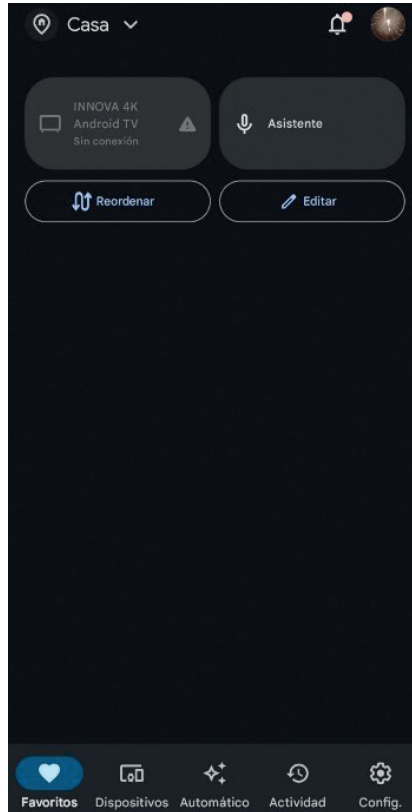 Casa
INNOVA 4K
Android TV
Sin conexión
Asistente
Reordenar
Editar
Favoritos
Dispositivos
Automático
Actividad
Config.